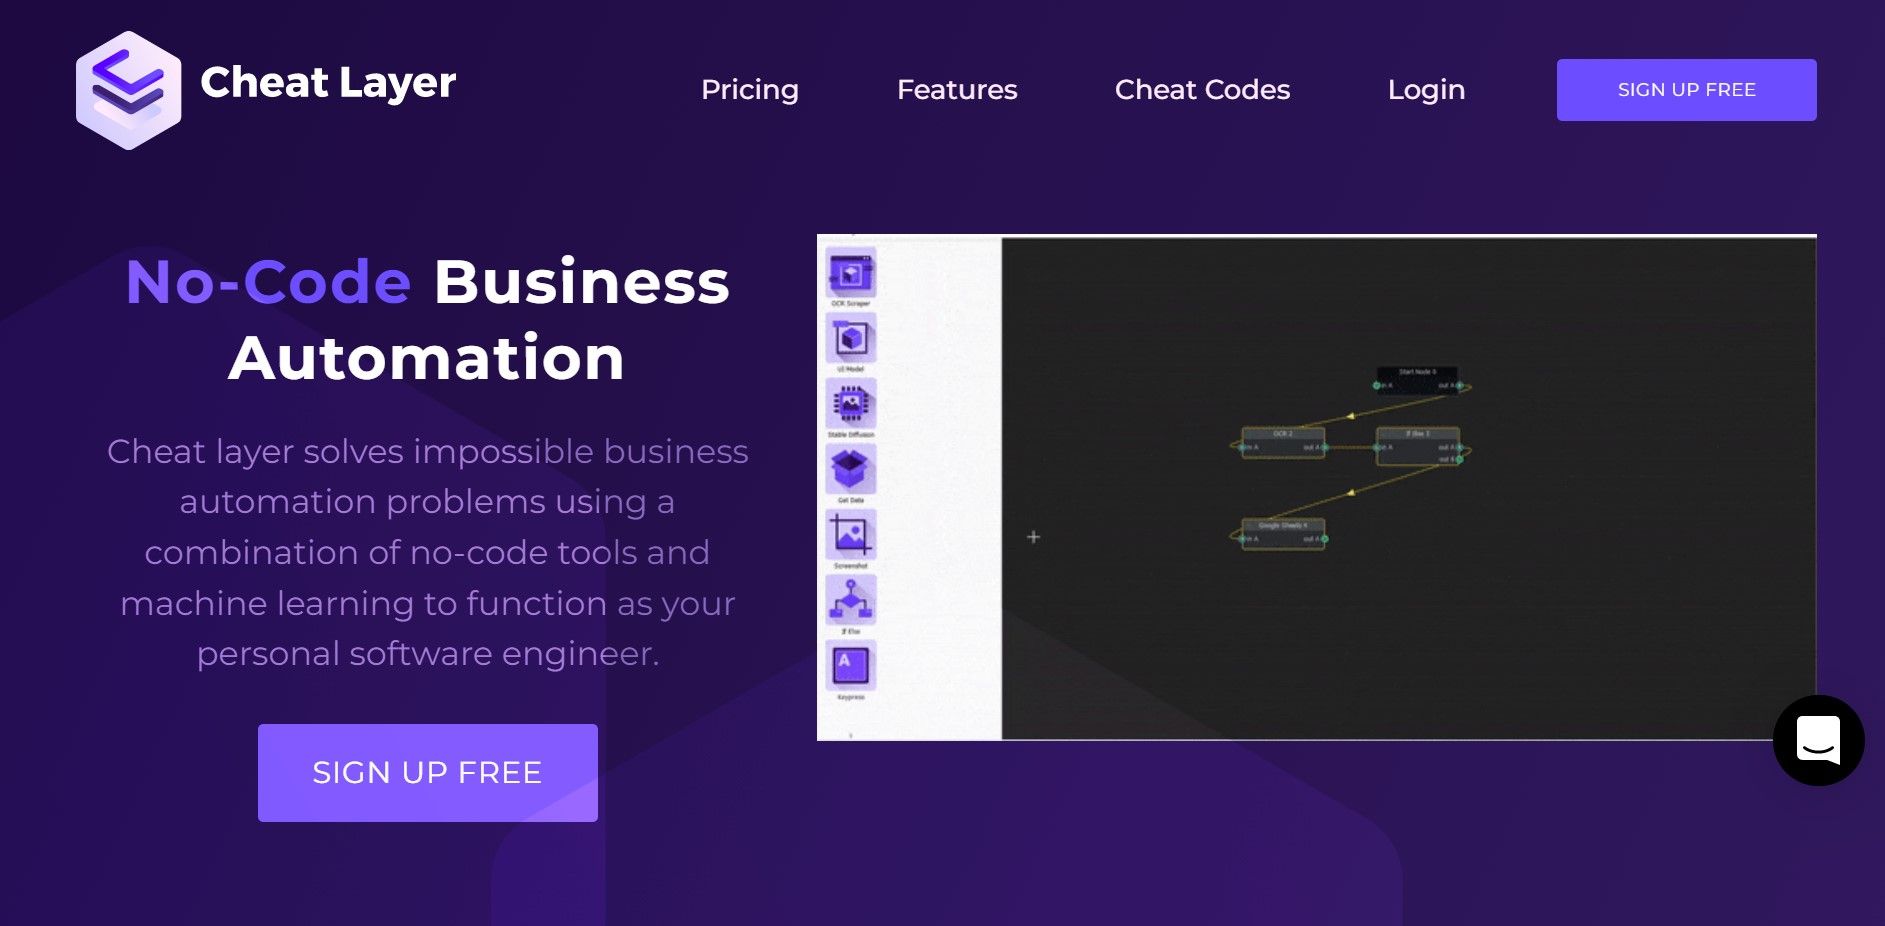 Cheat Layer
Pricing
Features
Cheat Codes
Login
SIGN UP FREE
No-Code Business
Automation
Cheat layer solves impossible business
automation problems using a
combination of no-code tools and
machine learning to function as your
personal software engineer.
SIGN UP FREE
OCR Scraper
UI Model
Stable Diffusion
Get Data
Screenshot
If Else
A
Keypress
Start Node 0
in A out A
OCR 2
in A out A
If Else 3
in A out A
out B
Google Sheets 4
in A out A